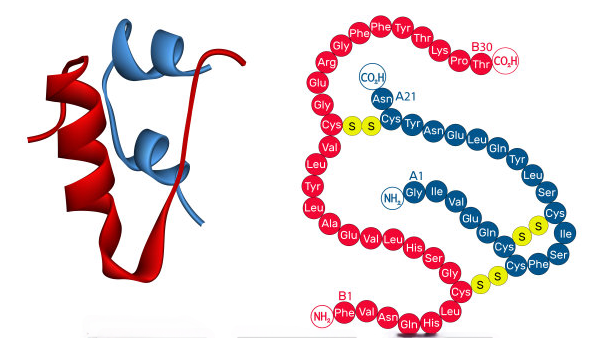 NH₂
B1
Phe
Val
Asn
Gln
His
Leu
Cys
Gly
Ser
His
Leu
Val
Glu
Ala
Leu
Tyr
Leu
Val
Cys
Gly
Glu
Arg
Gly
Phe
Phe
Tyr
Thr
Lys
Pro
Thr
B30
CO₂H
NH₂
A1
Gly
Ile
Val
Glu
Gln
Cys
Cys
Phe
Ser
Ile
Cys
Ser
Leu
Tyr
Gln
Leu
Glu
Asn
Tyr
Cys
Asn
A21
CO₂H
S
S
S
S
S
S